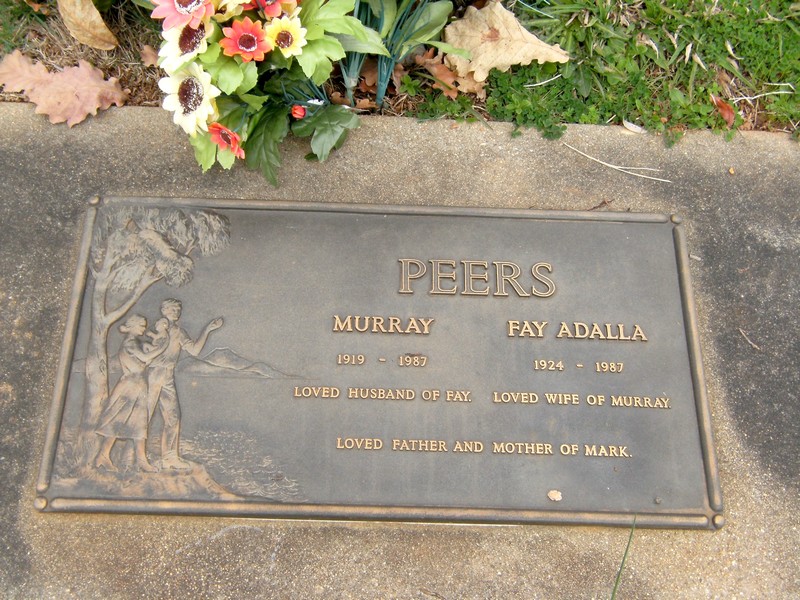 PEERS
MURRAY FAY ADALLA
1919 - 1987 1924 - 1987
LOVED HUSBAND OF FAY. LOVED WIFE OF MURRAY.
LOVED FATHER AND MOTHER OF MARK.